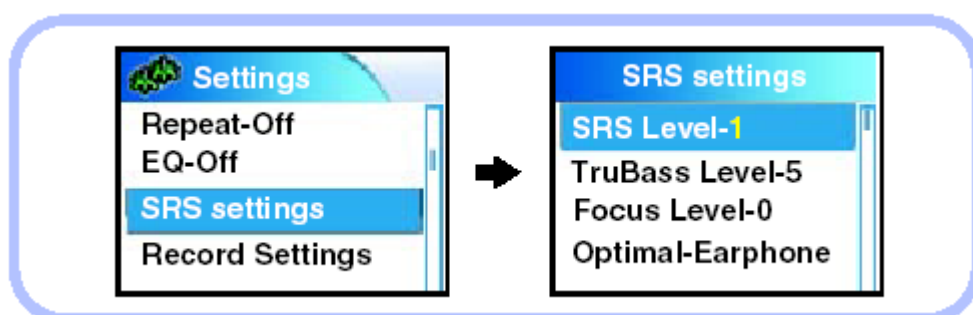 Settings
Repeat-Off
EQ-Off
SRS settings
Record Settings
SRS settings
SRS Level-1
TruBass Level-5
Focus Level-0
Optimal-Earphone